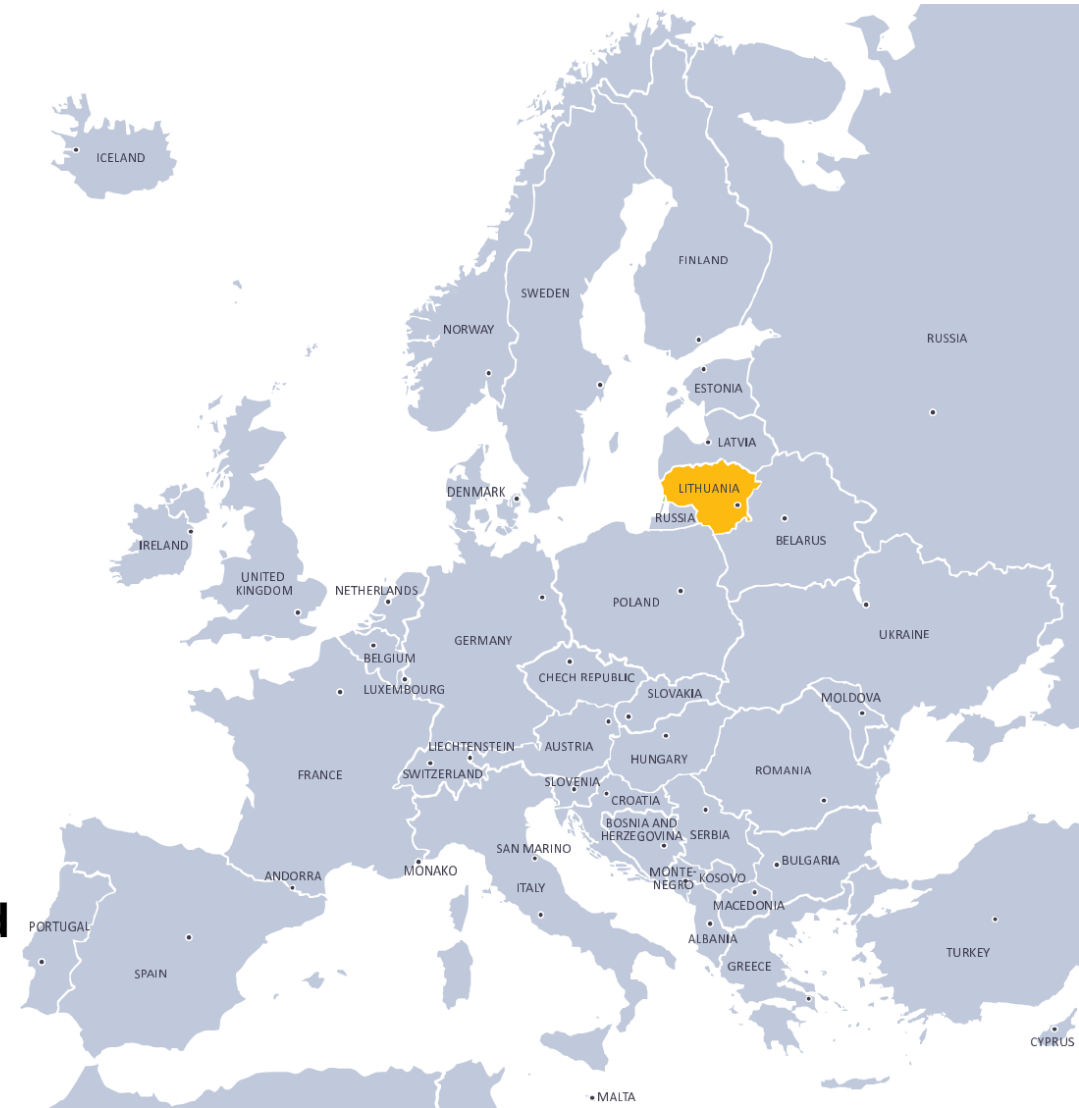 ICELAND
FINLAND
SWEDEN
NORWAY
RUSSIA
ESTONIA
LATVIA
LITHUANIA
DENMARK
RUSSIA
BELARUS
IRELAND
UNITED
KINGDOM
NETHERLANDS
POLAND
GERMANY
UKRAINE
BELGIUM
CHECH REPUBLIC
LUXEMBOURG
SLOVAKIA
MOLDOVA
LIECHTENSTEIN
AUSTRIA
HUNGARY
FRANCE
SWITZERLAND
ROMANIA
SLOVENIA
CROATIA
BOSNIA AND
HERZEGOVINA
SERBIA
SAN MARINO
BULGARIA
MONAKO
ANDORRA
MONTE-
NEGRO
KOSOVO
ITALY
MACEDONIA
PORTUGAL
ALBANIA
TURKEY
SPAIN
GREECE
CYPRUS
MALTA